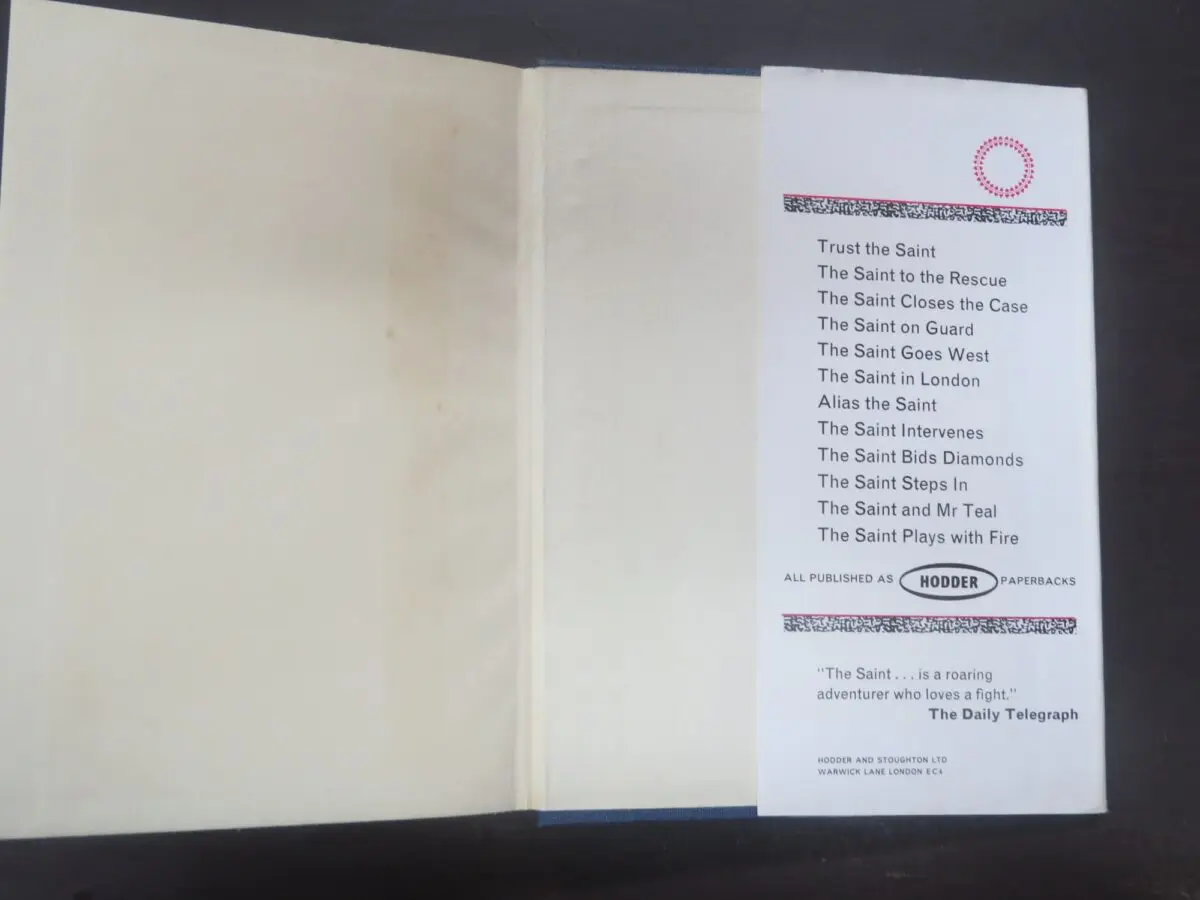 Trust the Saint
The Saint to the Rescue
The Saint Closes the Case
The Saint on Guard
The Saint Goes West
The Saint in London
Alias the Saint
The Saint Intervenes
The Saint Bids Diamonds
The Saint Steps In
The Saint and Mr Teal
The Saint Plays with Fire
ALL PUBLISHED AS HODDER PAPERBACKS
"The Saint . . . is a roaring
adventurer who loves a fight."
The Daily Telegraph
HODDER AND STOUGHTON LTD
WARWICK LANE LONDON EC4